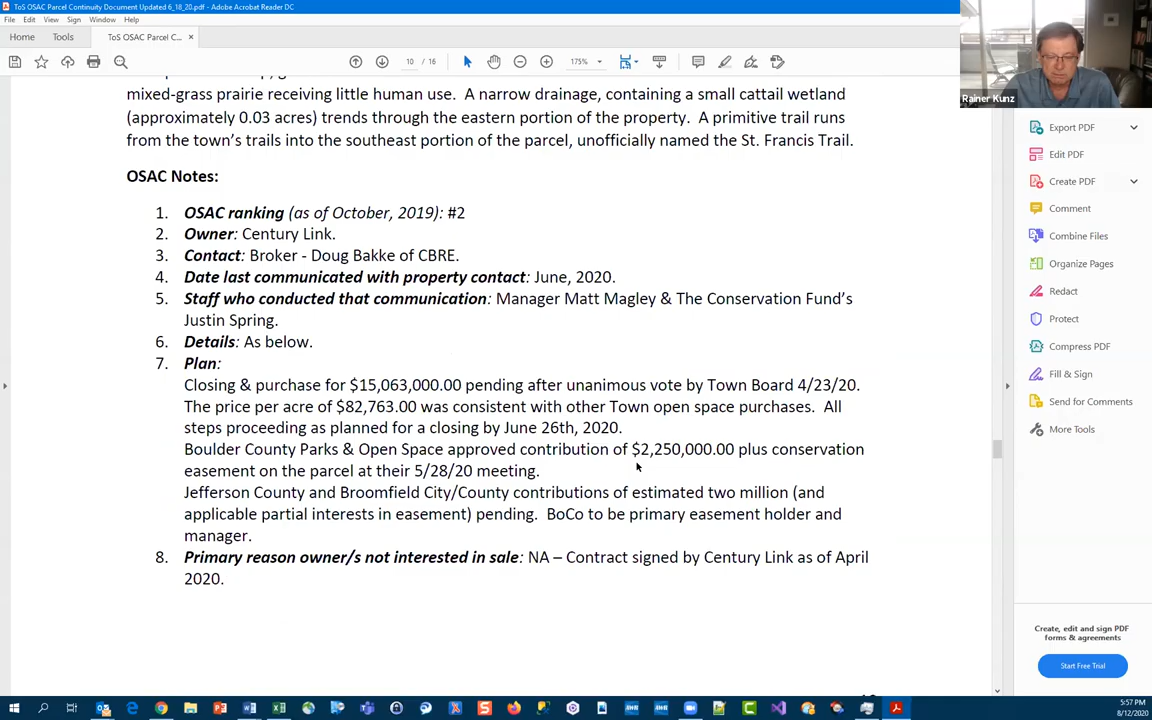 ToS OSAC Parcel Continuity Document Updated 6_18_20.pdf - Adobe Acrobat Reader DC
File Edit View Sign Window Help
Home Tools ToS OSAC Parcel C... ×
10 / 16 175%
Rainer Kunz
mixed-grass prairie receiving little human use. A narrow drainage, containing a small cattail wetland
(approximately 0.03 acres) trends through the eastern portion of the property. A primitive trail runs
from the town's trails into the southeast portion of the parcel, unofficially named the St. Francis Trail.
OSAC Notes:
1. OSAC ranking (as of October, 2019): #2
2. Owner: Century Link.
3. Contact: Broker - Doug Bakke of CBRE.
4. Date last communicated with property contact: June, 2020.
5. Staff who conducted that communication: Manager Matt Magley & The Conservation Fund's
Justin Spring.
6. Details: As below.
7. Plan:
Closing & purchase for $15,063,000.00 pending after unanimous vote by Town Board 4/23/20.
The price per acre of $82,763.00 was consistent with other Town open space purchases. All
steps proceeding as planned for a closing by June 26th, 2020.
Boulder County Parks & Open Space approved contribution of $2,250,000.00 plus conservation
easement on the parcel at their 5/28/20 meeting.
Jefferson County and Broomfield City/County contributions of estimated two million (and
applicable partial interests in easement) pending. BoCo to be primary easement holder and
manager.
8. Primary reason owner/s not interested in sale: NA – Contract signed by Century Link as of April
2020.
Export PDF
Edit PDF
Create PDF
Comment
Combine Files
Organize Pages
Redact
Protect
Compress PDF
Fill & Sign
Send for Comments
More Tools
Create, edit and sign PDF
forms & agreements
Start Free Trial
5:57 PM
8/12/2020